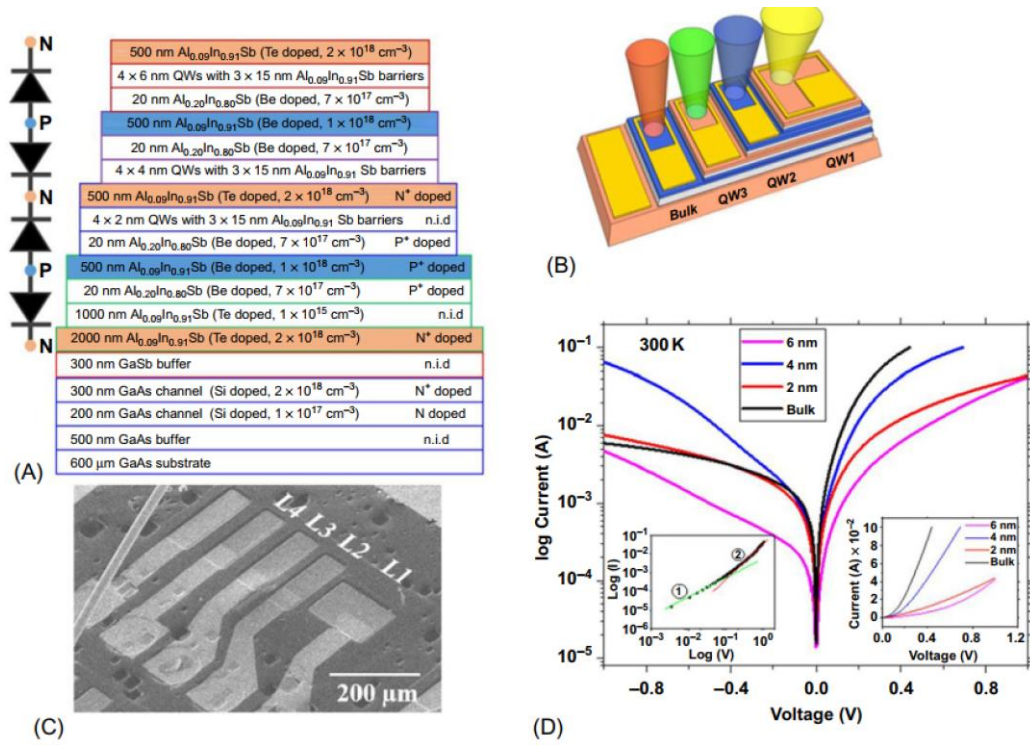 N
P
N
P
N
500 nm Al0.09In0.91Sb (Te doped, 2 × 10^18 cm^−3)
4 × 6 nm QWs with 3 × 15 nm Al0.09In0.91Sb barriers
20 nm Al0.20In0.80Sb (Be doped, 7 × 10^17 cm^−3)
500 nm Al0.09In0.91Sb (Be doped, 1 × 10^18 cm^−3)
20 nm Al0.20In0.80Sb (Be doped, 7 × 10^17 cm^−3)
4 × 4 nm QWs with 3 × 15 nm Al0.09In0.91 Sb barriers
500 nm Al0.09In0.91Sb (Te doped, 2 × 10^18 cm^−3) N+ doped
4 × 2 nm QWs with 3 × 15 nm Al0.09In0.91 Sb barriers n.i.d
20 nm Al0.20In0.80Sb (Be doped, 7 × 10^17 cm^−3) P+ doped
500 nm Al0.09In0.91Sb (Be doped, 1 × 10^18 cm^−3) P+ doped
20 nm Al0.20In0.80Sb (Be doped, 7 × 10^17 cm^−3) P+ doped
1000 nm Al0.09In0.91Sb (Te doped, 1 × 10^15 cm^−3) n.i.d
2000 nm Al0.09In0.91Sb (Te doped, 2 × 10^18 cm^−3) N+ doped
300 nm GaSb buffer n.i.d
300 nm GaAs channel (Si doped, 2 × 10^18 cm^−3) N+ doped
200 nm GaAs channel (Si doped, 1 × 10^17 cm^−3) N doped
500 nm GaAs buffer n.i.d
600 µm GaAs substrate
(A)
Bulk QW3 QW2 QW1
(B)
L4 L3 L2 L1
200 µm
(C)
300 K
6 nm
4 nm
2 nm
Bulk
log Current (A)
10^−1
10^−2
10^−3
10^−4
10^−5
−0.8 −0.4 0.0 0.4 0.8
Voltage (V)
Log (I)
10^−1
10^−2
10^−3
10^−4
10^−5
10^−6
1
2
10^−3 10^−2 10^−1 10^0
Log (V)
Current (A) × 10^−2
10
8
6
4
2
0
6 nm
4 nm
2 nm
Bulk
0.0 0.4 0.8 1.2
Voltage (V)
(D)